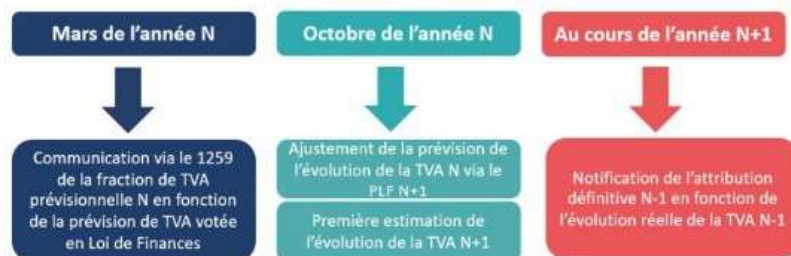 Mars de l'année N
Octobre de l'année N
Au cours de l'année N+1
Communication via le 1259
de la fraction de TVA
prévisionnelle N en fonction
de la prévision de TVA votée
en Loi de Finances
Ajustement de la prévision de
l'évolution de la TVA N via le
PLF N+1
Première estimation de
l'évolution de la TVA N+1
Notification de l'attribution
définitive N-1 en fonction de
l'évolution réelle de la TVA N-1